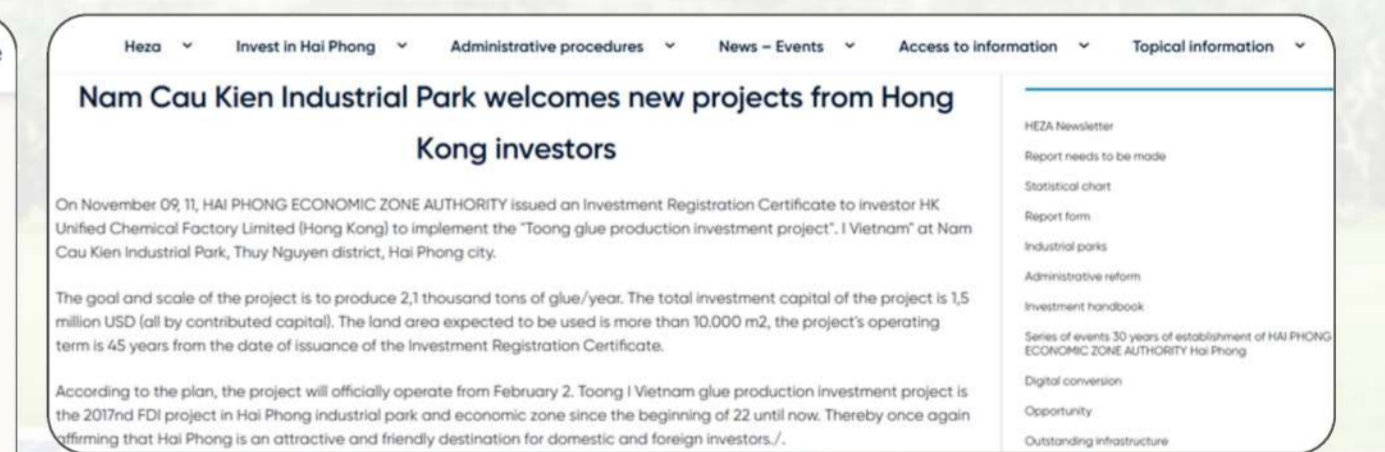 Heza Invest in Hai Phong Administrative procedures News – Events Access to information Topical information
Nam Cau Kien Industrial Park welcomes new projects from Hong
Kong investors
On November 09, 11, HAI PHONG ECONOMIC ZONE AUTHORITY issued an Investment Registration Certificate to investor HK
Unified Chemical Factory Limited (Hong Kong) to implement the "Toong glue production investment project". I Vietnam" at Nam
Cau Kien Industrial Park, Thuy Nguyen district, Hai Phong city.
The goal and scale of the project is to produce 2,1 thousand tons of glue/year. The total investment capital of the project is 1,5
million USD (all by contributed capital). The land area expected to be used is more than 10.000 m2, the project's operating
term is 45 years from the date of issuance of the Investment Registration Certificate.
According to the plan, the project will officially operate from February 2. Toong I Vietnam glue production investment project is
the 2017nd FDI project in Hai Phong industrial park and economic zone since the beginning of 22 until now. Thereby once again
affirming that Hai Phong is an attractive and friendly destination for domestic and foreign investors./.
HEZA Newsletter
Report needs to be made
Statistical chart
Report form
Industrial parks
Administrative reform
Investment handbook
Series of events 30 years of establishment of HAI PHONG
ECONOMIC ZONE AUTHORITY Hai Phong
Digital conversion
Opportunity
Outstanding infrastructure